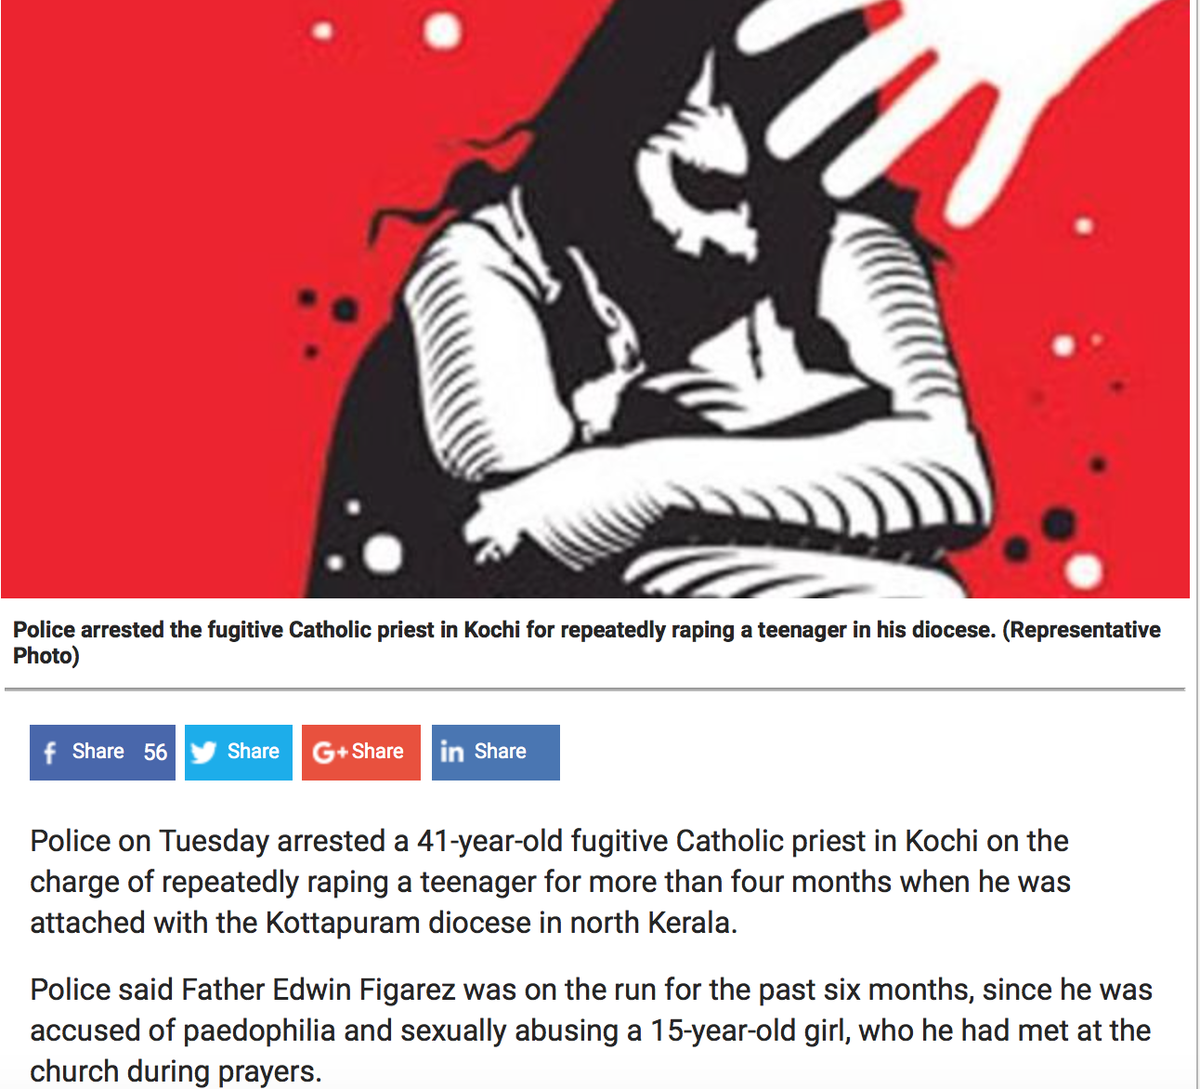 Police arrested the fugitive Catholic priest in Kochi for repeatedly raping a teenager in his diocese. (Representative
Photo)
f Share 56 Share G+ Share in Share
Police on Tuesday arrested a 41-year-old fugitive Catholic priest in Kochi on the
charge of repeatedly raping a teenager for more than four months when he was
attached with the Kottapuram diocese in north Kerala.
Police said Father Edwin Figarez was on the run for the past six months, since he was
accused of paedophilia and sexually abusing a 15-year-old girl, who he had met at the
church during prayers.